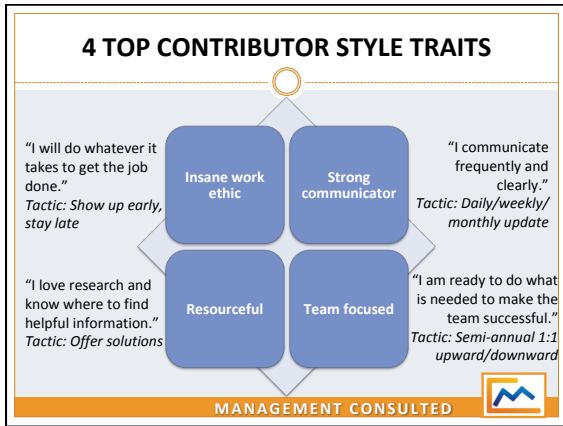 4 TOP CONTRIBUTOR STYLE TRAITS
“I will do whatever it
takes to get the job
done.”
Tactic: Show up early,
stay late
Insane work
ethic
Strong
communicator
“I communicate
frequently and
clearly.”
Tactic: Daily/weekly/
monthly update
“I love research and
know where to find
helpful information.”
Tactic: Offer solutions
Resourceful
Team focused
“I am ready to do what
is needed to make the
team successful.”
Tactic: Semi-annual 1:1
upward/downward
MANAGEMENT CONSULTED